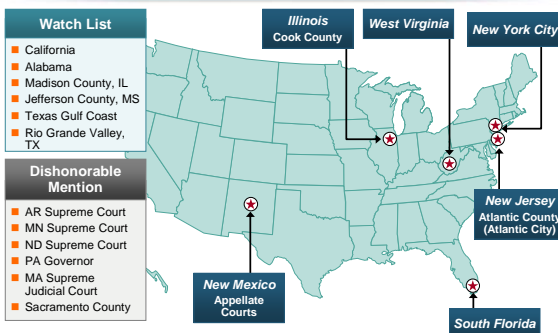 Watch List
California
Alabama
Madison County, IL
Jefferson County, MS
Texas Gulf Coast
Rio Grande Valley,
TX
Dishonorable
Mention
AR Supreme Court
MN Supreme Court
ND Supreme Court
PA Governor
MA Supreme
Judicial Court
Sacramento County
Illinois
Cook County
West Virginia
New York City
New Jersey
Atlantic County
(Atlantic City)
New Mexico
Appellate
Courts
South Florida